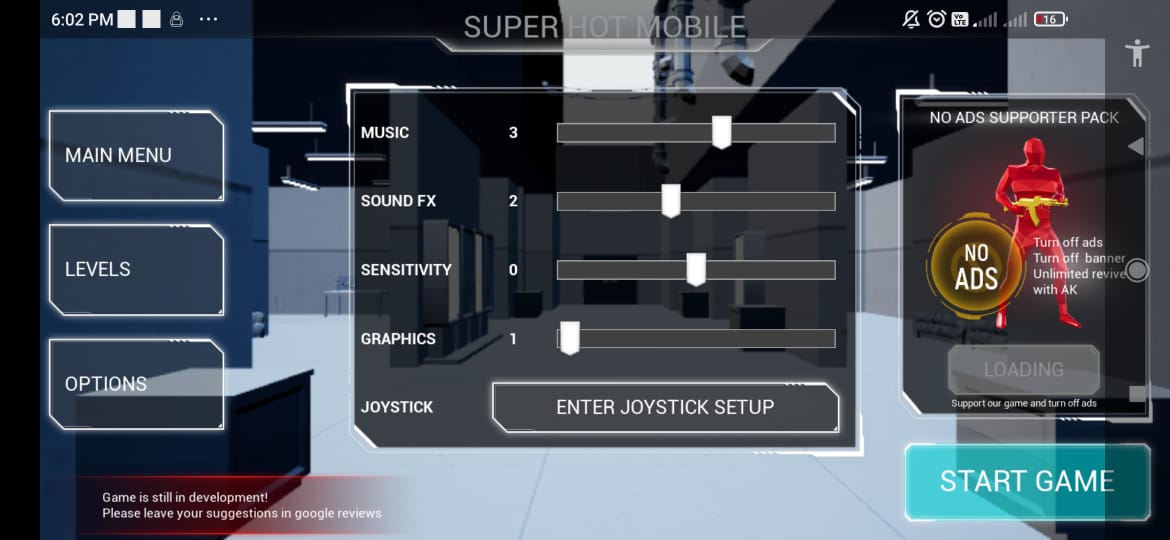 6:02 PM
Vo LTE
16
SUPER HOT MOBILE
MAIN MENU
LEVELS
OPTIONS
MUSIC 3
SOUND FX 2
SENSITIVITY 0
GRAPHICS 1
JOYSTICK ENTER JOYSTICK SETUP
NO ADS SUPPORTER PACK
NO
ADS
Turn off ads
Turn off banner
Unlimited revive
with AK
LOADING
Support our game and turn off ads
START GAME
Game is still in development!
Please leave your suggestions in google reviews